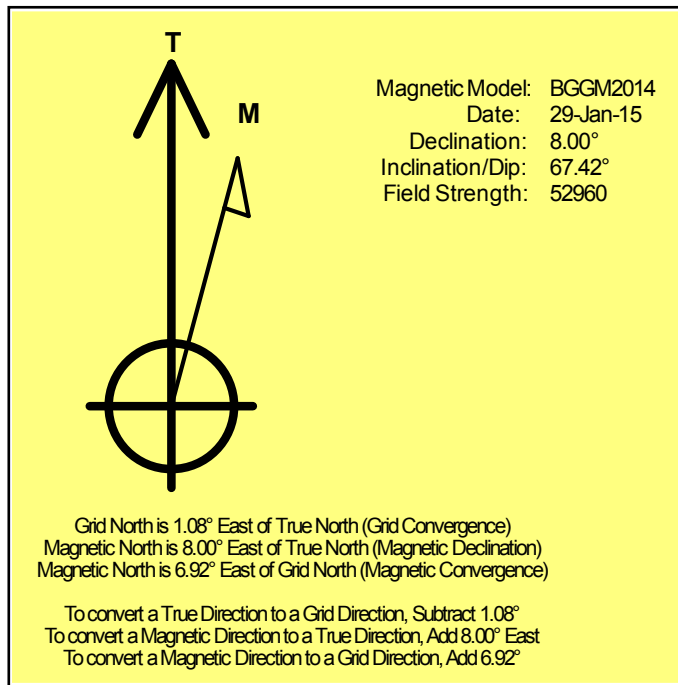 T
M
Magnetic Model: BGGM2014
Date: 29-Jan-15
Declination: 8.00°
Inclination/Dip: 67.42°
Field Strength: 52960
Grid North is 1.08° East of True North (Grid Convergence)
Magnetic North is 8.00° East of True North (Magnetic Declination)
Magnetic North is 6.92° East of Grid North (Magnetic Convergence)
To convert a True Direction to a Grid Direction, Subtract 1.08°
To convert a Magnetic Direction to a True Direction, Add 8.00° East
To convert a Magnetic Direction to a Grid Direction, Add 6.92°